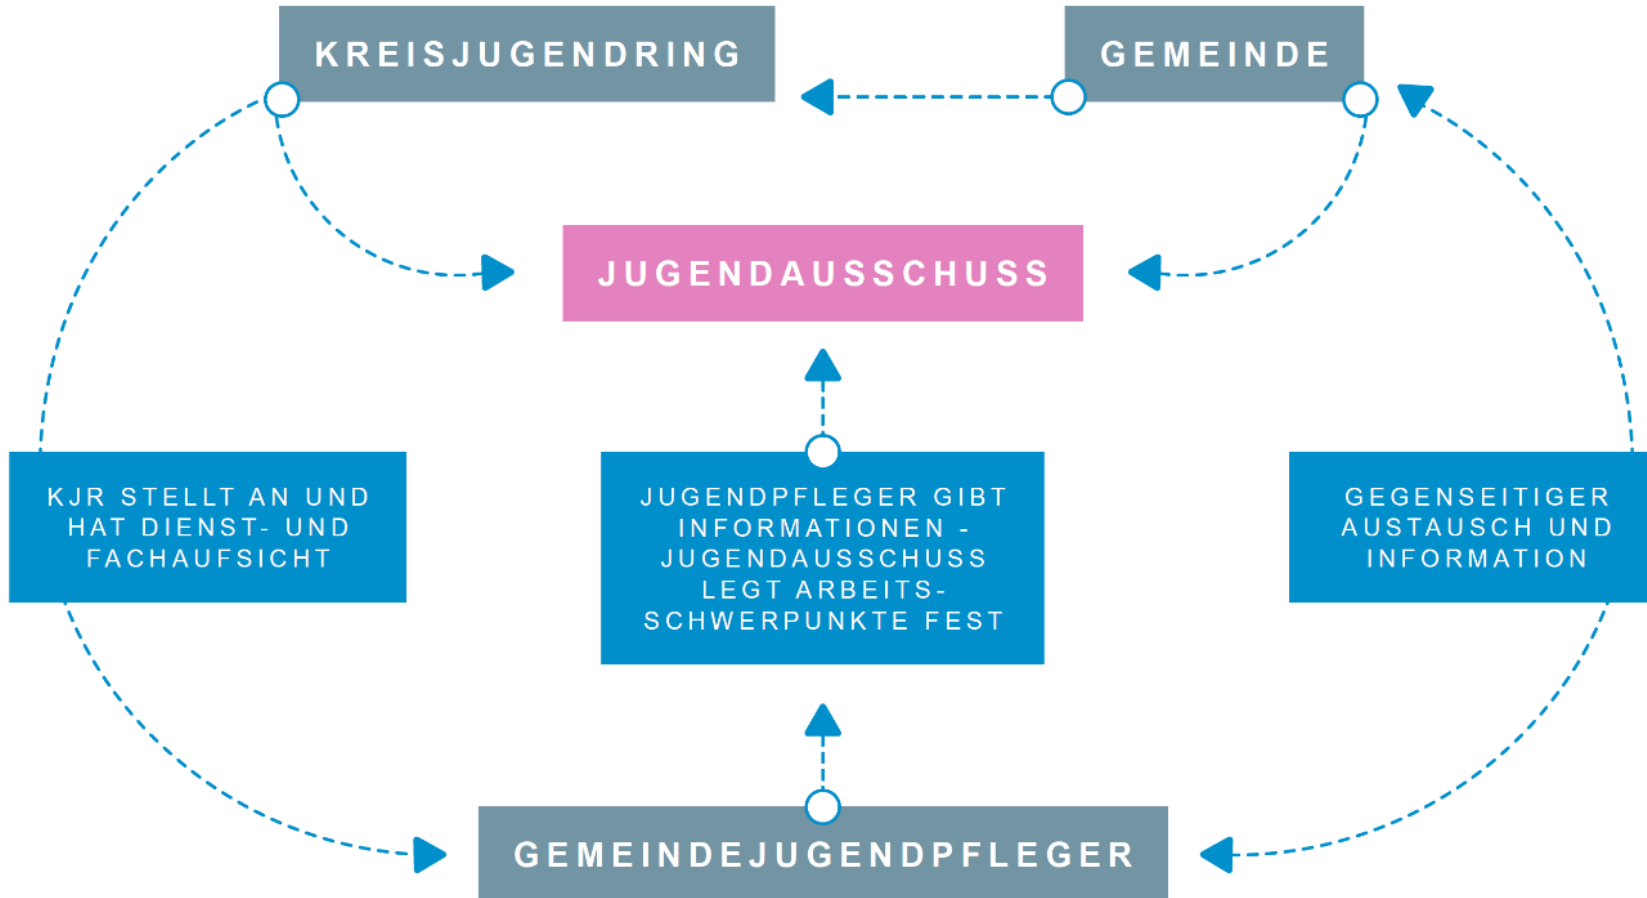 KREISJUGENDRING
GEMEINDE
JUGENDAUSSCHUSS
KJR STELLT AN UND
HAT DIENST- UND
FACHAUFSICHT
JUGENDPFLEGER GIBT
INFORMATIONEN -
JUGENDAUSSCHUSS
LEGT ARBEITS-
SCHWERPUNKTE FEST
GEGENSEITIGER
AUSTAUSCH UND
INFORMATION
GEMEINDEJUGENDPFLEGER